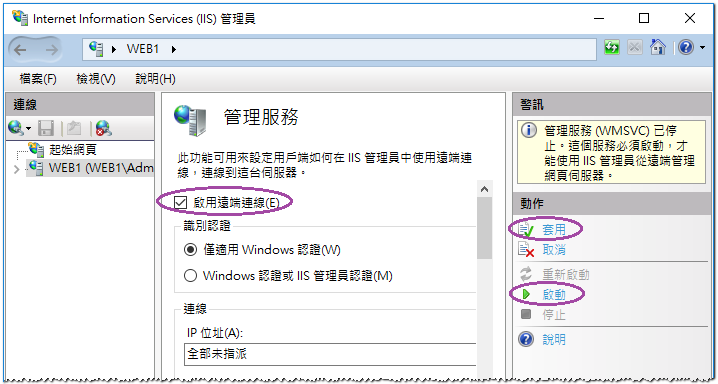 Internet Information Services (IIS) 管理員
WEB1
檔案(F) 檢視(V) 說明(H)
連線
起始網頁
WEB1 (WEB1\Adm
管理服務
此功能可用來設定用戶端如何在 IIS 管理員中使用遠端連
線，連線到這台伺服器。
啟用遠端連線(E)
識別認證
僅適用 Windows 認證(W)
Windows 認證或 IIS 管理員認證(M)
連線
IP 位址(A):
全部未指派
警訊
管理服務 (WMSVC) 已停
止。這個服務必須啟動，才
能使用 IIS 管理員從遠端管理
網頁伺服器。
動作
套用
取消
重新啟動
啟動
停止
說明